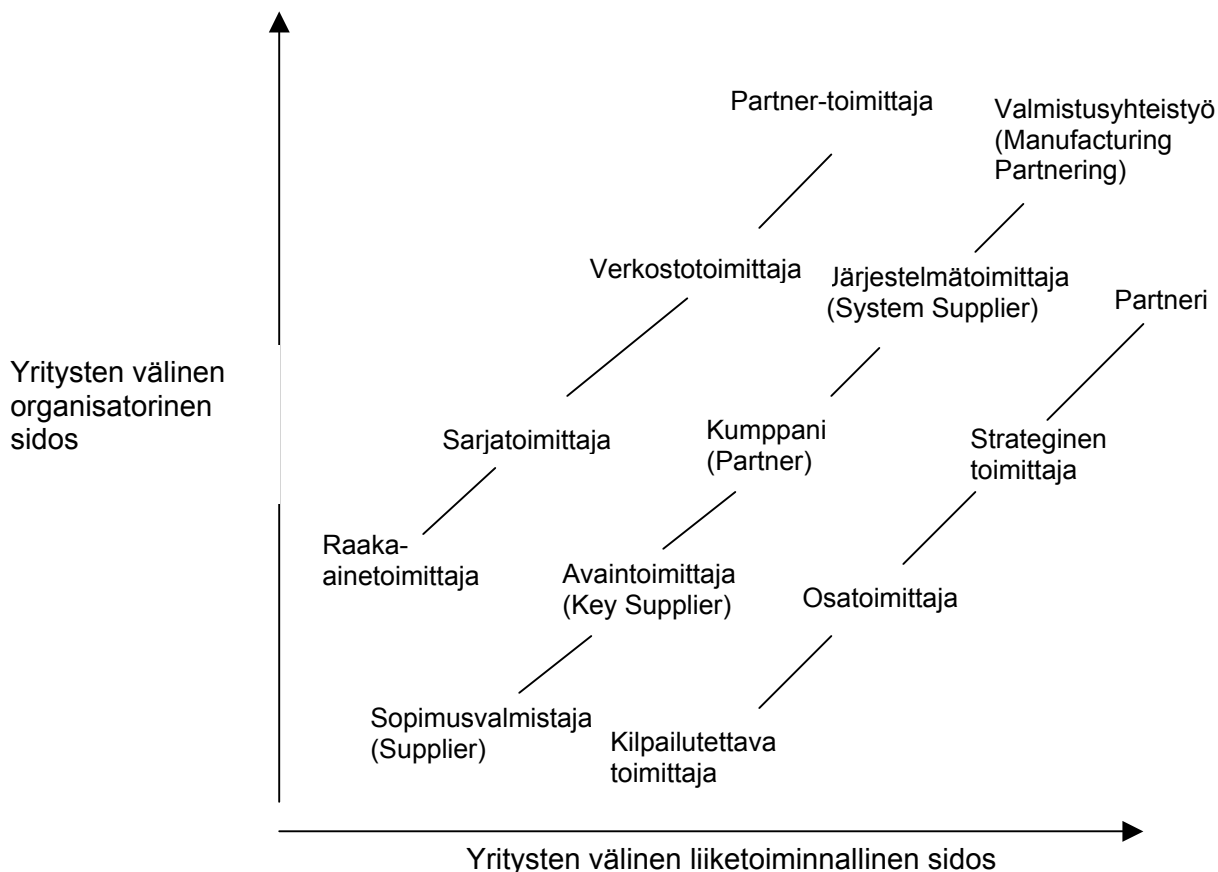 Partner-toimittaja
Valmistusyhteistyö
(Manufacturing
Partnering)
Verkostotoimittaja
Järjestelmätoimittaja
(System Supplier)
Partneri
Yritysten välinen
organisatorinen
sidos
Sarjatoimittaja
Kumppani
(Partner)
Strateginen
toimittaja
Raaka-
ainetoimittaja
Avaintoimittaja
(Key Supplier)
Osatoimittaja
Sopimusvalmistaja
(Supplier)
Kilpailutettava
toimittaja
Yritysten välinen liiketoiminnallinen sidos